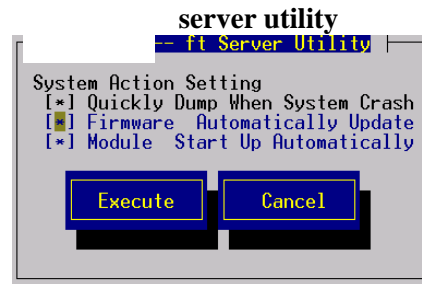 server utility
-- ft Server Utility
System Action Setting
[*] Quickly Dump When System Crash
[*] Firmware Automatically Update
[*] Module Start Up Automatically
Execute Cancel